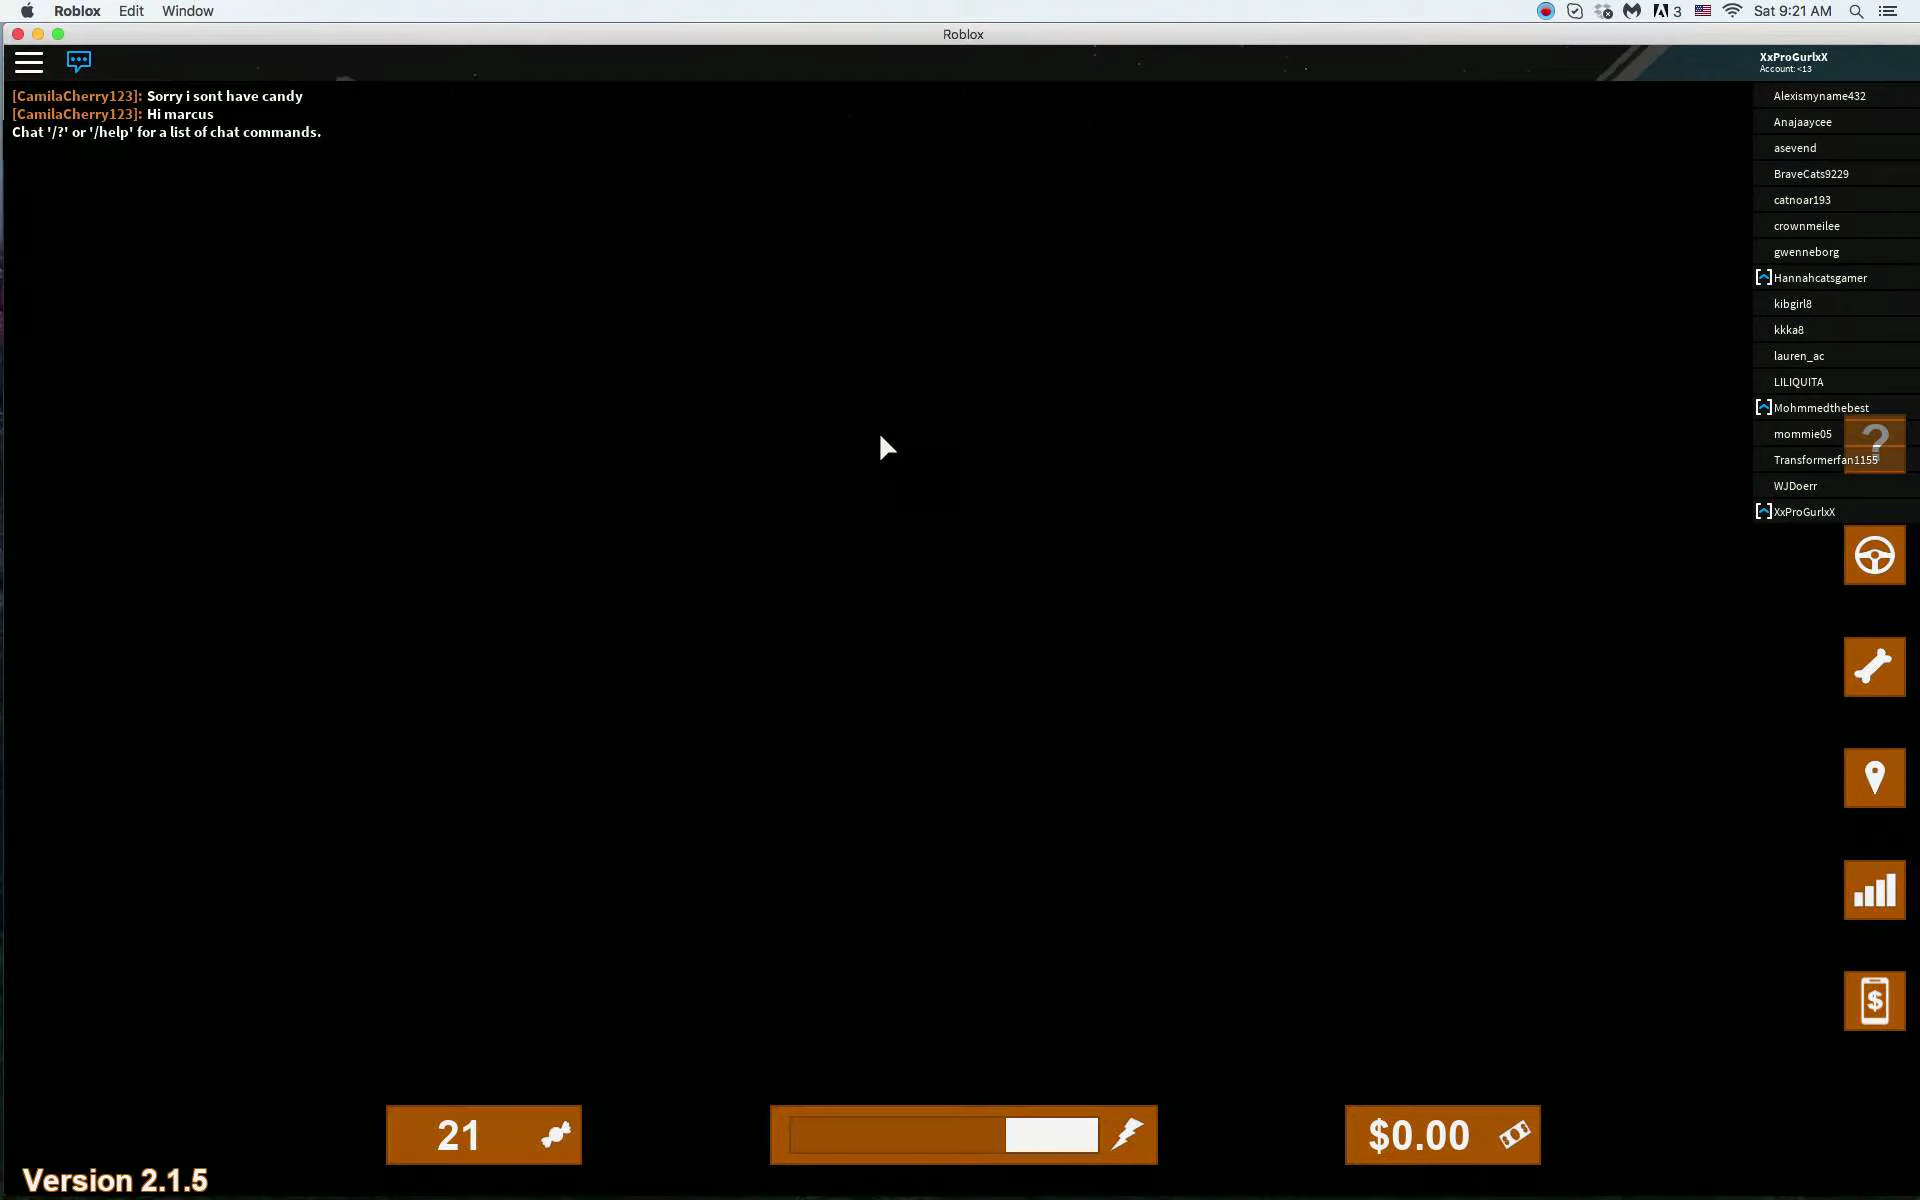 Roblox Edit Window
3 Sat 9:21 AM
Roblox
XxProGurlxX
Account: <13
[CamilaCherry123]: Sorry i sont have candy
[CamilaCherry123]: Hi marcus
Chat '/?' or '/help' for a list of chat commands.
Alexismyname432
Anajaaycee
asevend
BraveCats9229
catnoar193
crownmeilee
gwenneborg
Hannahcatsgamer
kibgirl8
kkka8
lauren_ac
LILIQUITA
Mohmmedthebest
mommie05
?
Transformerfan1155
WJDoerr
XxProGurlxX
$
21
$0.00
Version 2.1.5